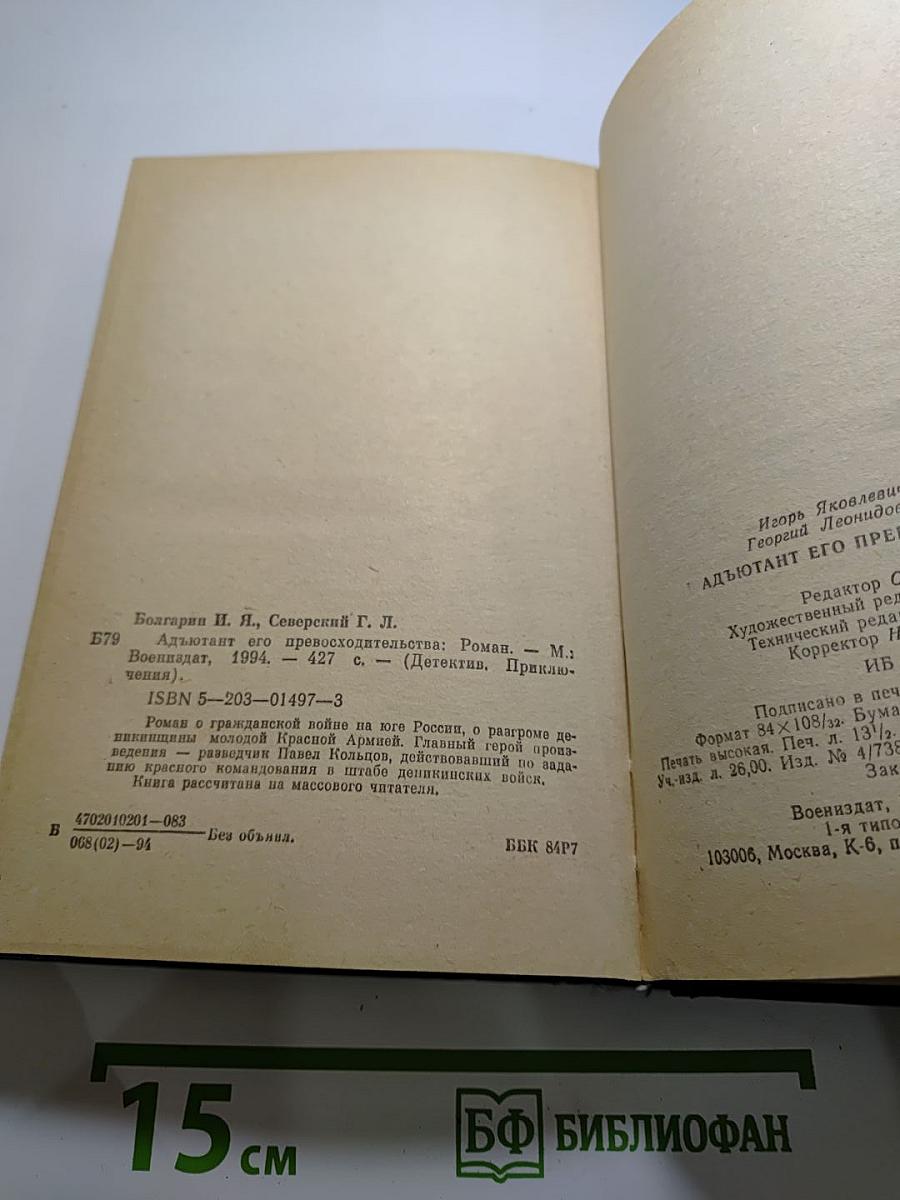 Болгарин И. Я., Северский Г. Л.
Б79 Адъютант его превосходительства: Роман. — М.:
Воениздат, 1994. — 427 с. — (Детектив. Приклю-
чения).
ISBN 5—203—01497—3
Роман о гражданской войне на юге России, о разгроме де-
никинщины молодой Красной Армией. Главный герой произ-
ведения — разведчик Павел Кольцов, действовавший по зада-
нию красного командования в штабе деникинских войск.
Книга рассчитана на массового читателя.
Б 4702010201—083
068(02)—94
Без объявл.
ББК 84Р7
Игорь Яковлевич
Георгий Леонидов
АДЪЮТАНТ ЕГО ПРЕ
Редактор С
Художественный ред
Технический реда
Корректор Н
ИБ
Подписано в печ
Формат 84×108/32. Бума
Печать высокая. Печ. л. 13½.
Уч.-изд. л. 26,00. Изд. № 4/738
Зак
Воениздат,
1-я типо
103006, Москва, К-6, п
15 см
БФ БИБЛИОФАН